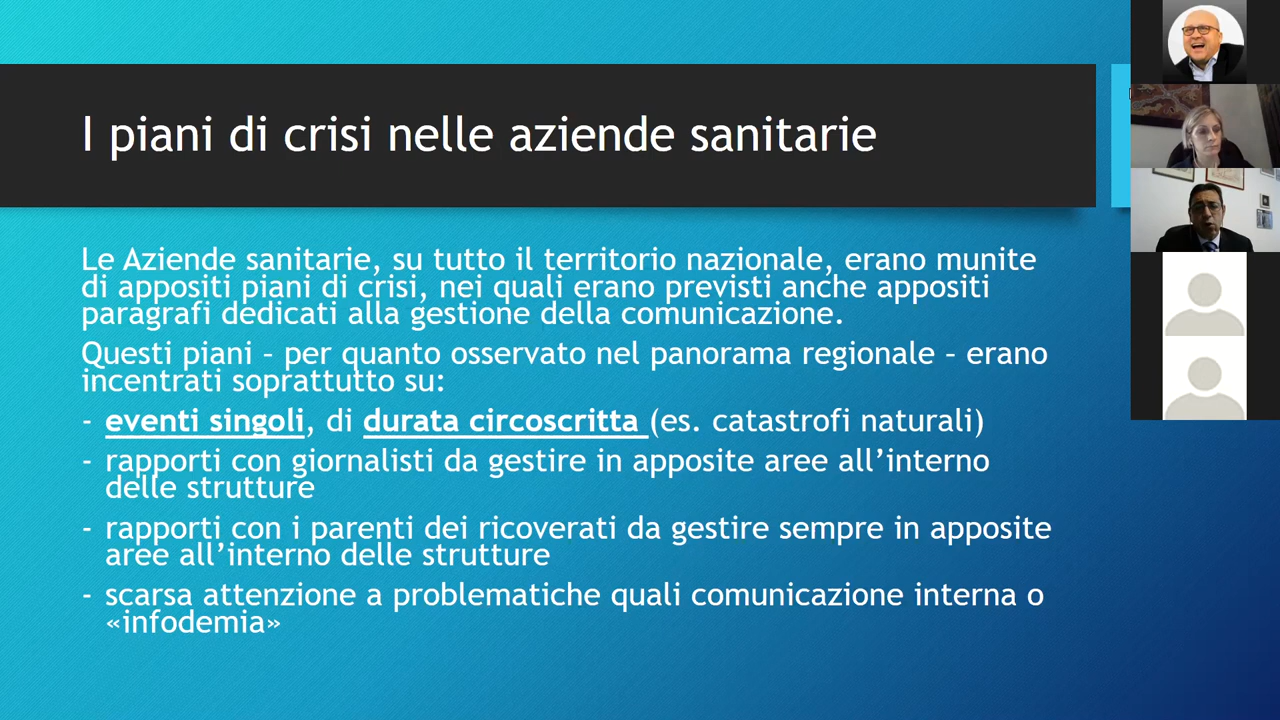 I piani di crisi nelle aziende sanitarie
Le Aziende sanitarie, su tutto il territorio nazionale, erano munite
di appositi piani di crisi, nei quali erano previsti anche appositi
paragrafi dedicati alla gestione della comunicazione.
Questi piani – per quanto osservato nel panorama regionale – erano
incentrati soprattutto su:
- eventi singoli, di durata circoscritta (es. catastrofi naturali)
- rapporti con giornalisti da gestire in apposite aree all’interno
delle strutture
- rapporti con i parenti dei ricoverati da gestire sempre in apposite
aree all’interno delle strutture
- scarsa attenzione a problematiche quali comunicazione interna o
«infodemia»